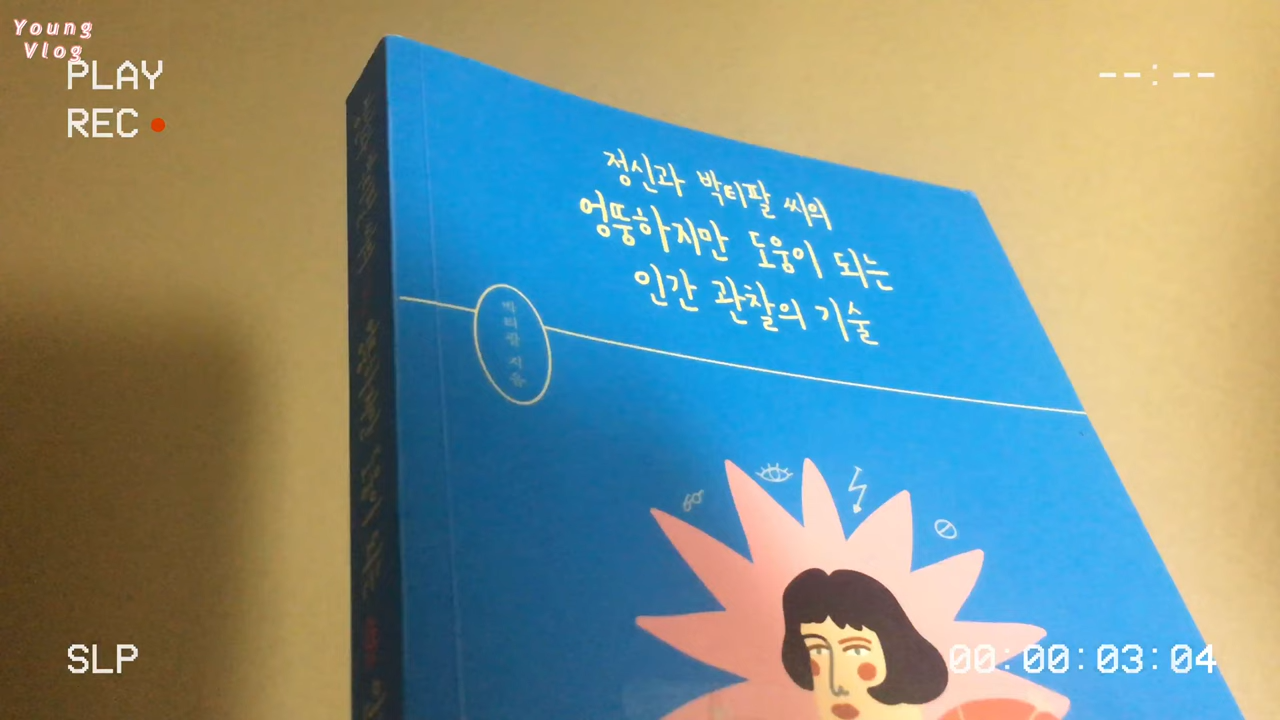 Young
Vlog
PLAY
REC
--:--
정신과 박티팔 씨의
엉뚱하지만 도움이 되는
인간 관찰의 기술
박티팔 지음
SLP
00:00:03:04